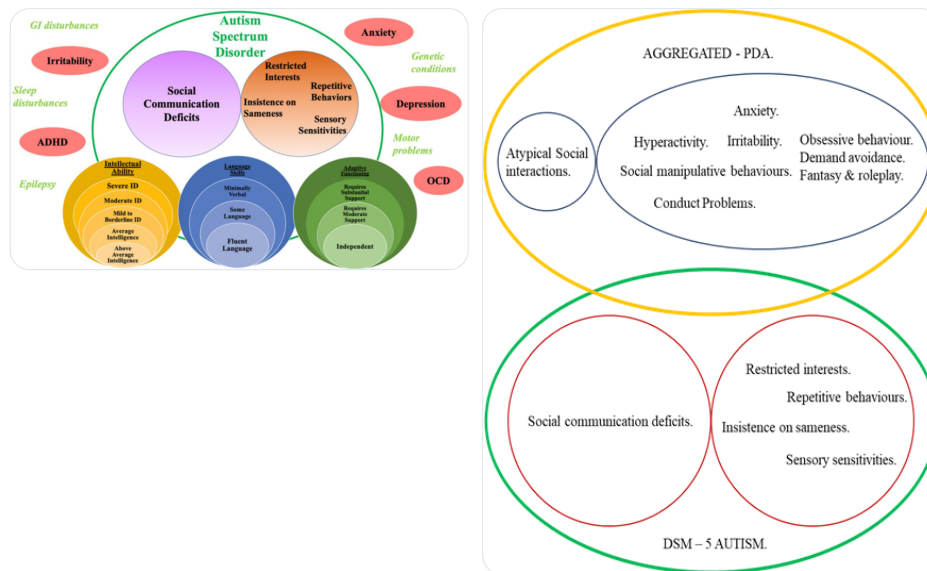 GI disturbances
Autism
Spectrum
Disorder
Anxiety
Irritability
Genetic
conditions
Sleep
disturbances
Social
Communication
Deficits
Restricted
Interests
Repetitive
Behaviors
Insistence on
Sameness
Sensory
Sensitivities
Depression
ADHD
Motor
problems
Epilepsy
OCD
Intellectual
Ability
Severe ID
Moderate ID
Mild to
Borderline ID
Average
Intelligence
Above
Average
Intelligence
Language
Skills
Minimally
Verbal
Some
Language
Fluent
Language
Adaptive
Functioning
Requires
Substantial
Support
Requires
Moderate
Support
Independent
AGGREGATED - PDA.
Atypical Social
interactions.
Anxiety.
Hyperactivity.
Irritability.
Obsessive behaviour.
Demand avoidance.
Fantasy & roleplay.
Social manipulative behaviours.
Conduct Problems.
Social communication deficits.
Restricted interests.
Repetitive behaviours.
Insistence on sameness.
Sensory sensitivities.
DSM – 5 AUTISM.